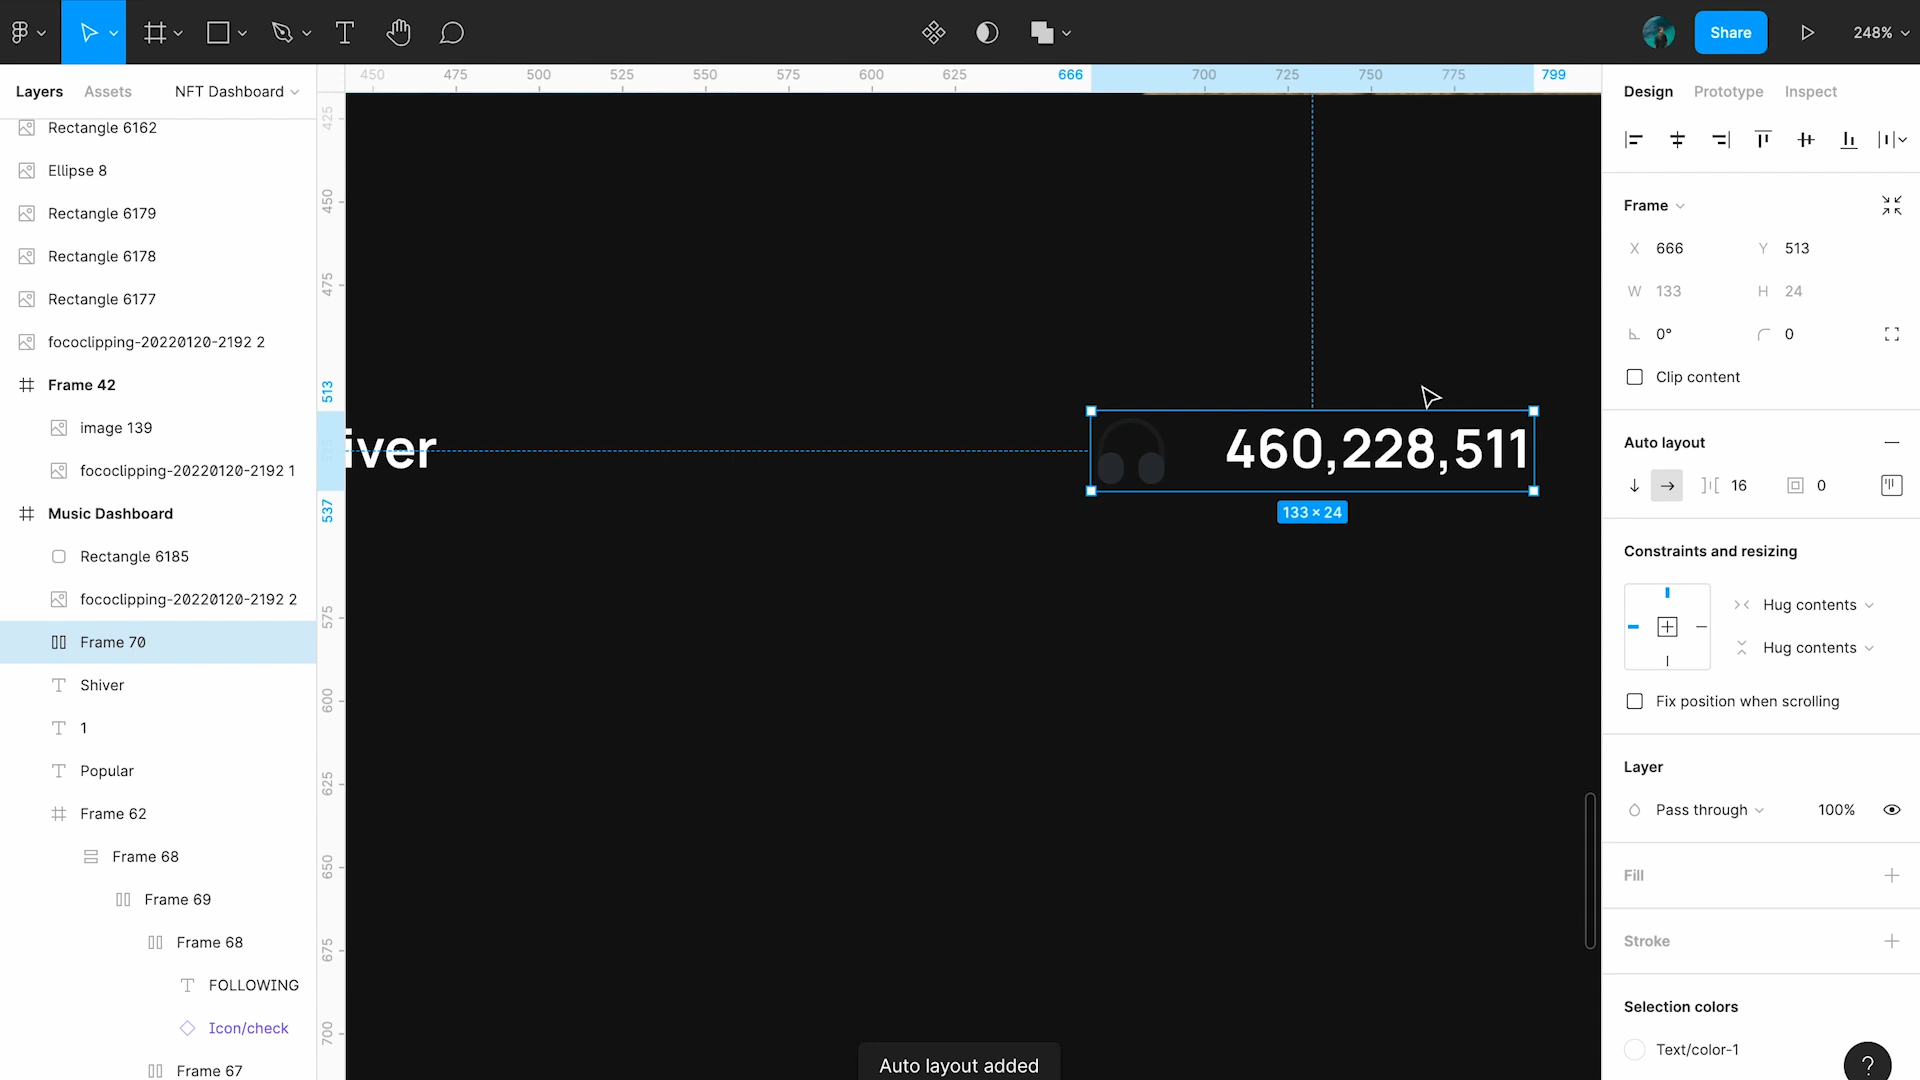 Share
248%
Layers
Assets
NFT Dashboard
Rectangle 6162
Ellipse 8
Rectangle 6179
Rectangle 6178
Rectangle 6177
fococlipping-20220120-2192 2
Frame 42
image 139
fococlipping-20220120-2192 1
Music Dashboard
Rectangle 6185
fococlipping-20220120-2192 2
Frame 70
Shiver
1
Popular
Frame 62
Frame 68
Frame 69
Frame 68
FOLLOWING
Icon/check
Frame 67
450 475 500 525 550 575 600 625 666 700 725 750 775 799
425
450
475
513
537
575
600
625
650
675
700
iver
460,228,511
133 × 24
Auto layout added
Design Prototype Inspect
Frame
X 666 Y 513
W 133 H 24
0° 0
Clip content
Auto layout
16 0
Constraints and resizing
Hug contents
Hug contents
Fix position when scrolling
Layer
Pass through 100%
Fill
Stroke
Selection colors
Text/color-1
?